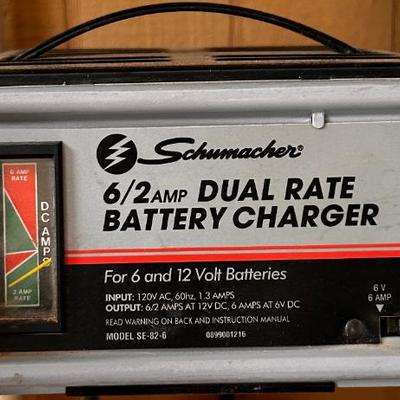 Schumacher®
6/2 AMP DUAL RATE
BATTERY CHARGER
6 AMP
RATE
DC AMPS
2 AMP
RATE
For 6 and 12 Volt Batteries
INPUT: 120V AC, 60hz, 1.3 AMPS
OUTPUT: 6/2 AMPS AT 12V DC, 6 AMPS AT 6V DC
READ WARNING ON BACK AND INSTRUCTION MANUAL
MODEL SE-82-6 0899001216
6 V
6 AMP